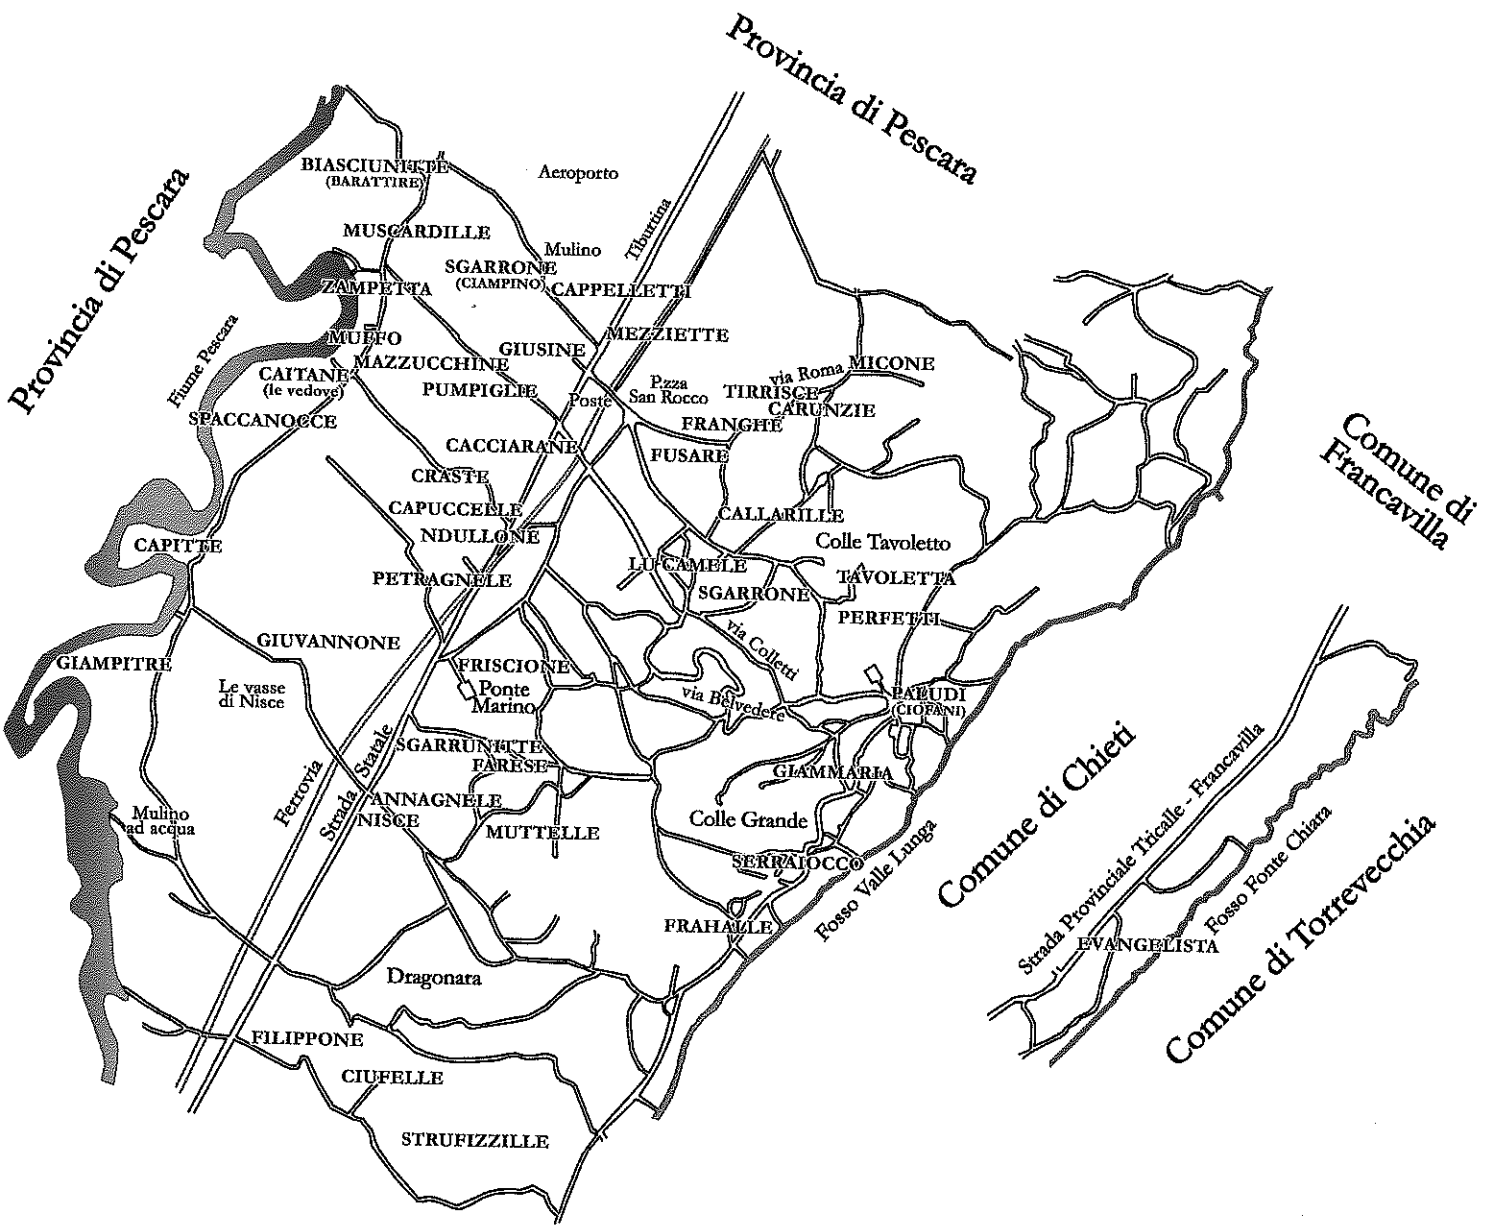 Provincia di Pescara
Provincia di Pescara
BIASCIUNITTE
(BARATTIRE)
Aeroporto
MUSCARDILLE
Tiburtina
Mulino
SGARRONE
(CIAMPINO)
CAPPELLETTI
ZAMPETTA
MUFFO
MEZZIETTE
GIUSINE
Fiume Pescara
MAZZUCCHINE
CAITANE
(le vedove)
PUMPIGLIE
Poste
P.zza
San Rocco
via Roma
MICONE
TIRRISCE
CARUNZIE
SPACCANOCCE
FRANGHE
CACCIARANE
FUSARE
CRASTE
Comune di
Francavilla
CAPUCCELLE
CALLARILLE
NDULLONE
CAPITTE
Colle Tavoletto
PETRAGNELE
LU CAMELE
TAVOLETTA
SGARRONE
PERFETTI
GIUVANNONE
via Colletti
GIAMPITRE
FRISCIONE
Le vasse
di Nisce
Ponte
Marino
via Belvedere
PALUDI
(CIOFANI)
SGARRUNITTE
FARESE
Ferrovia
Strada Statale
GIAMMARIA
ANNAGNELE
NISCE
Mulino
ad acqua
MUTTELLE
Colle Grande
SERRAIOCCO
Fosso Valle Lunga
Comune di Chieti
Strada Provinciale Tricalle - Francavilla
Fosso Fonte Chiara
FRAHALLE
EVANGELISTA
Comune di Torrevecchia
Dragonara
FILIPPONE
CIUFELLE
STRUFIZZILLE